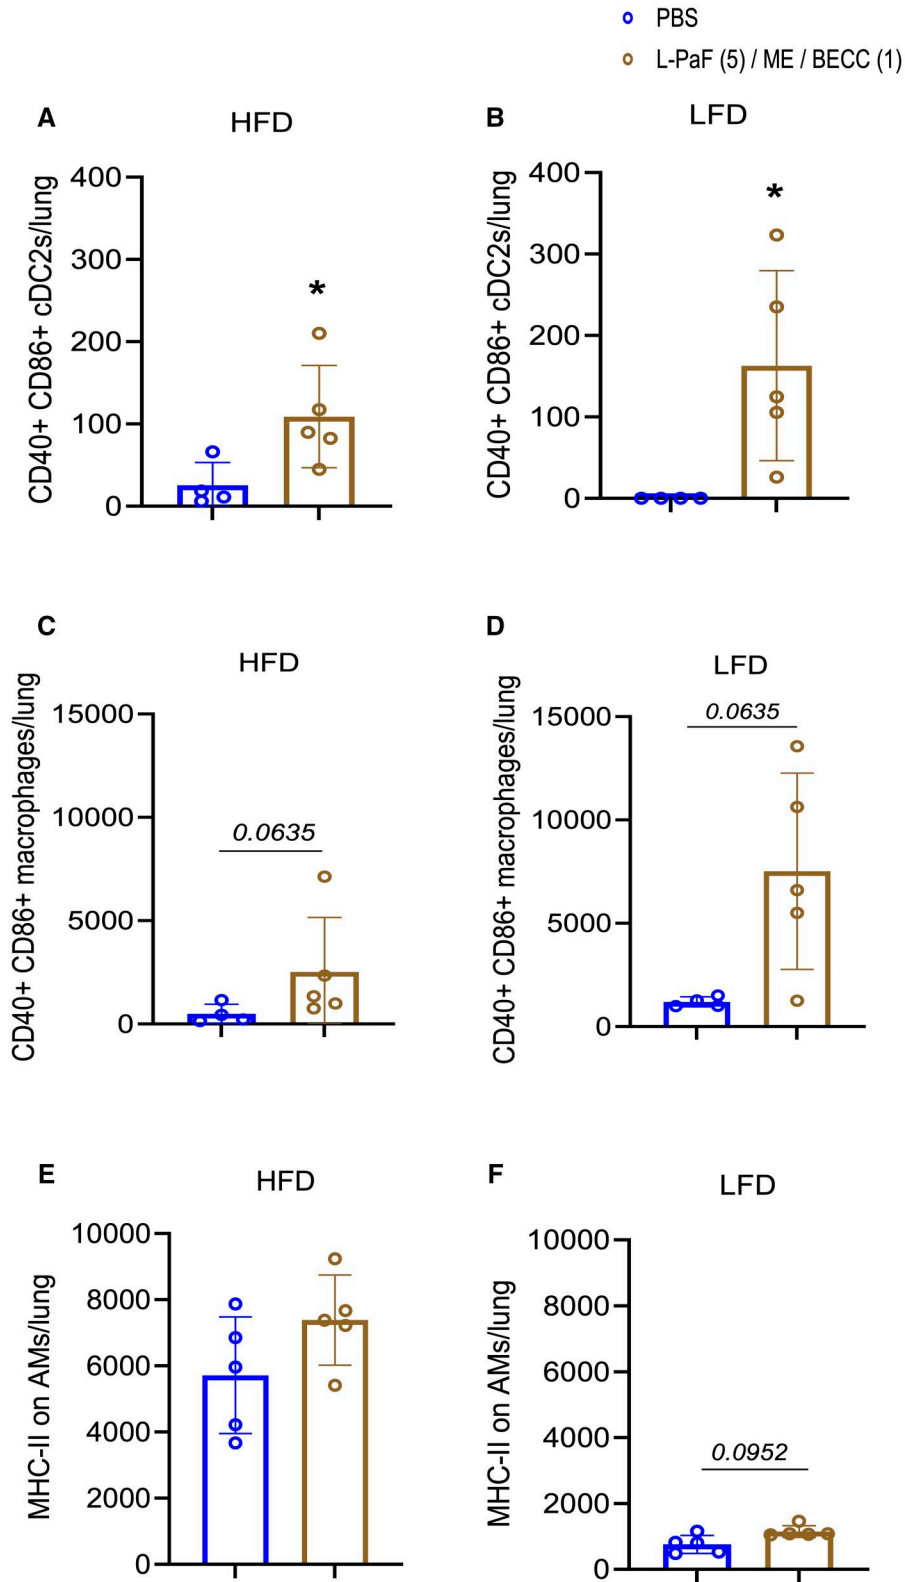 PBS
L-PaF (5) / ME / BECC (1)
A
HFD
CD40+ CD86+ cDC2s/lung
400
300
200
100
0
*
B
LFD
CD40+ CD86+ cDC2s/lung
400
300
200
100
0
*
C
HFD
CD40+ CD86+ macrophages/lung
15000
10000
5000
0
0.0635
D
LFD
CD40+ CD86+ macrophages/lung
15000
10000
5000
0
0.0635
E
HFD
MHC-II on AMs/lung
10000
8000
6000
4000
2000
0
F
LFD
MHC-II on AMs/lung
10000
8000
6000
4000
2000
0
0.0952